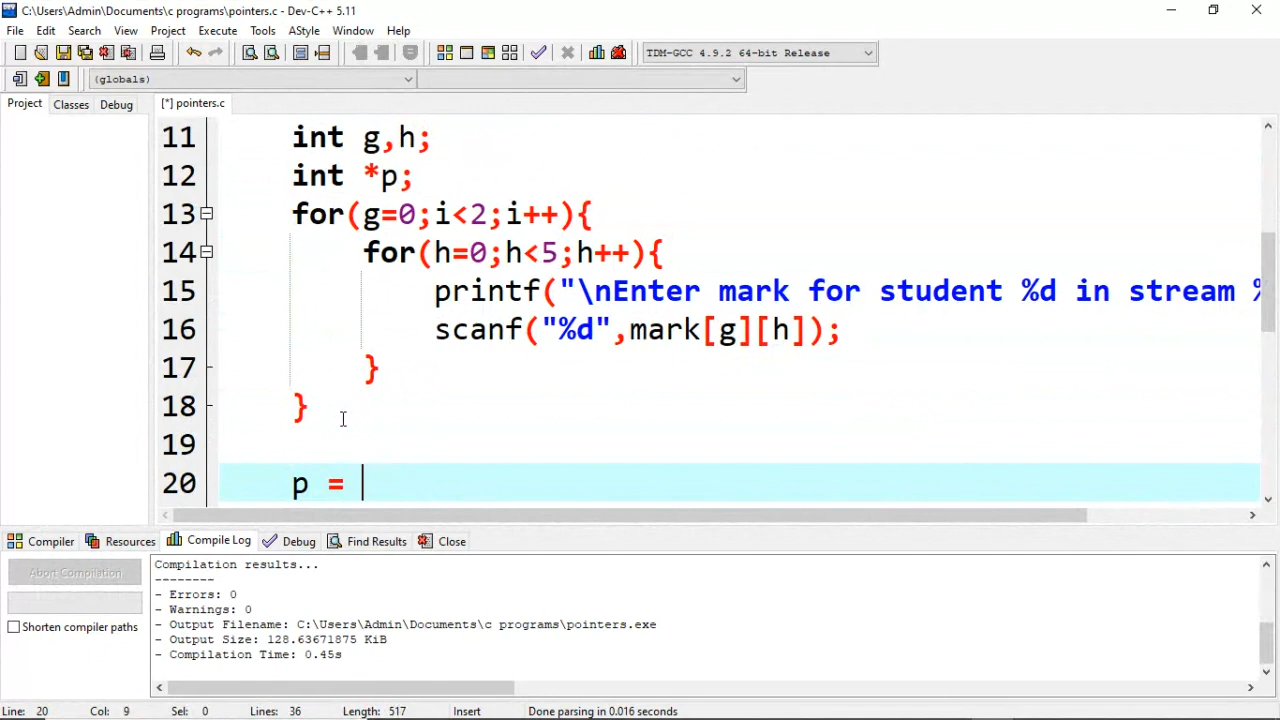 C:\Users\Admin\Documents\c programs\pointers.c - Dev-C++ 5.11
File Edit Search View Project Execute Tools AStyle Window Help
TDM-GCC 4.9.2 64-bit Release
(globals)
Project Classes Debug [*] pointers.c
11 int g,h;
12 int *p;
13 for(g=0;i<2;i++){
14 for(h=0;h<5;h++){
15 printf("\nEnter mark for student %d in stream %
16 scanf("%d",mark[g][h]);
17 }
18 }
19
20 p =
Compiler Resources Compile Log Debug Find Results Close
Abort Compilation
Shorten compiler paths
Compilation results...
--------
- Errors: 0
- Warnings: 0
- Output Filename: C:\Users\Admin\Documents\c programs\pointers.exe
- Output Size: 128.63671875 KiB
- Compilation Time: 0.45s
Line: 20 Col: 9 Sel: 0 Lines: 36 Length: 517 Insert Done parsing in 0.016 seconds